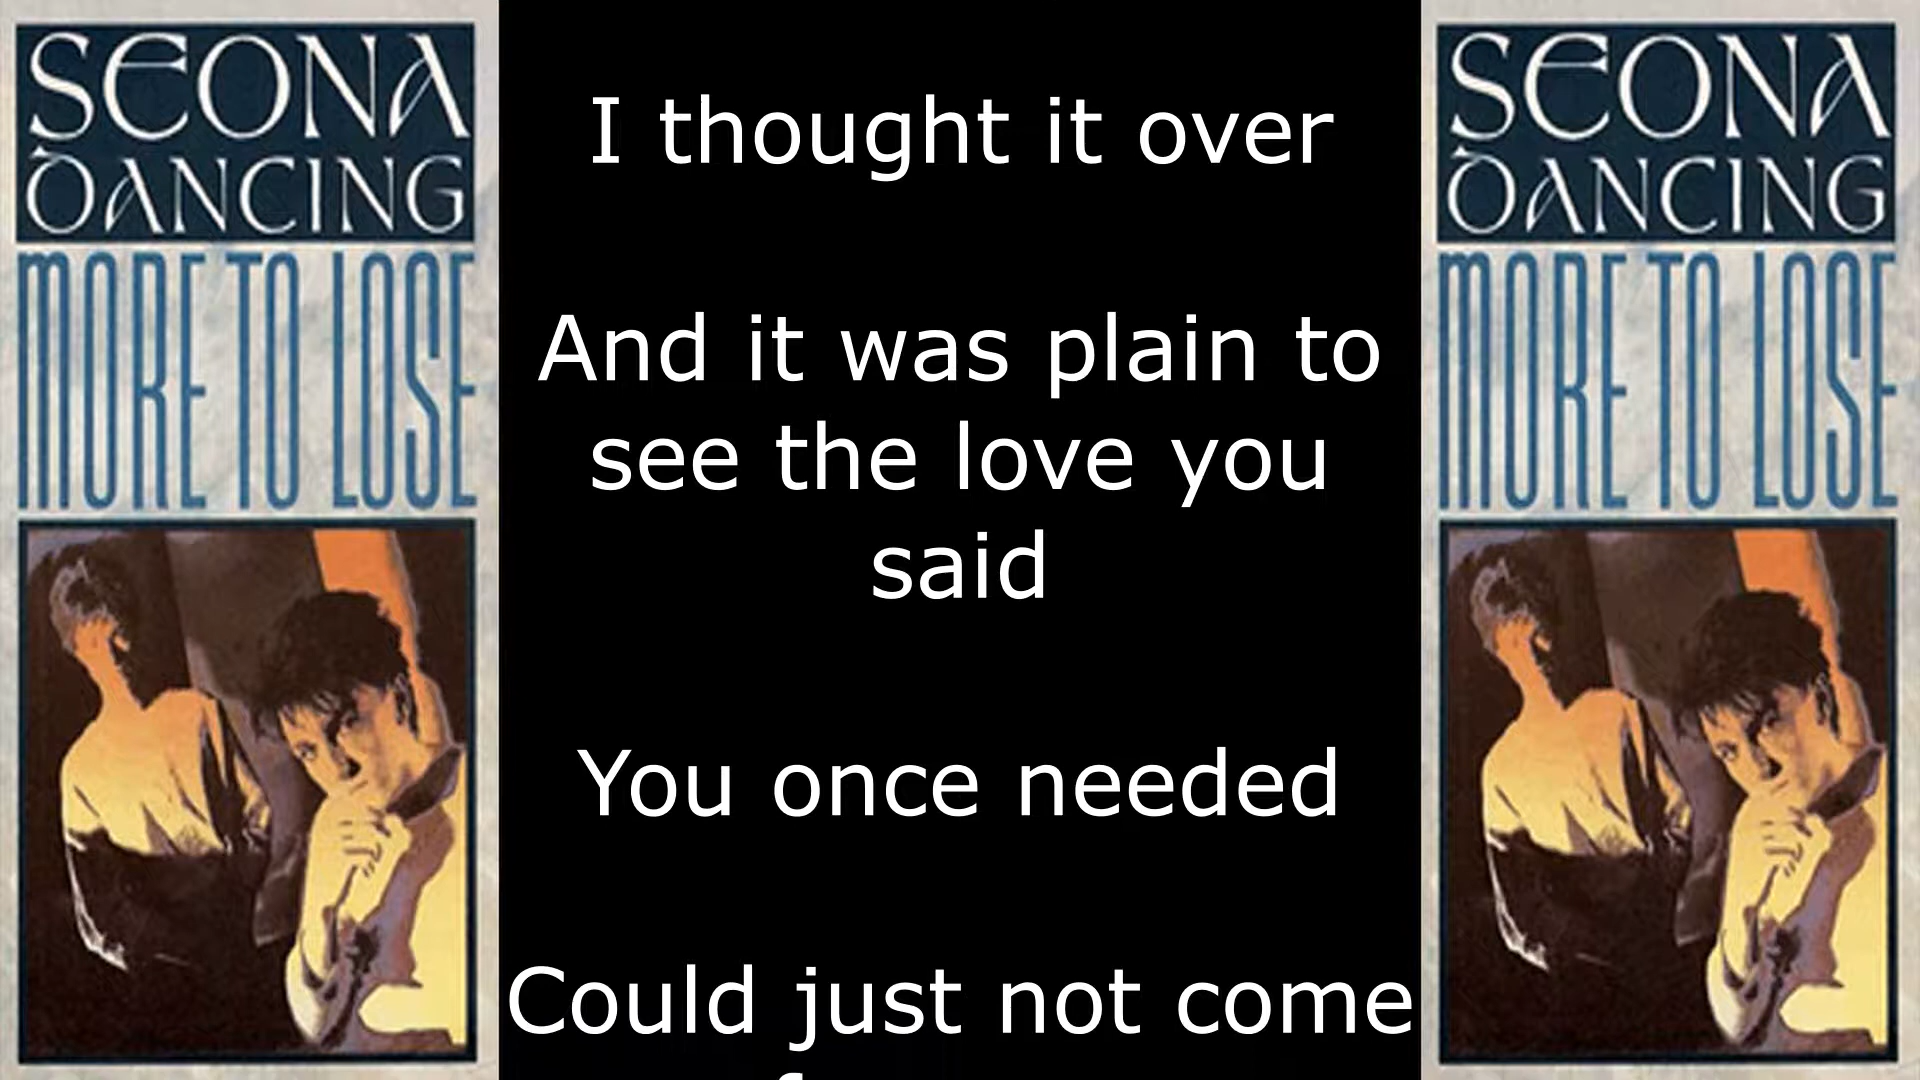 SEONA
DANCING
MORE TO LOSE
I thought it over
And it was plain to
see the love you
said
You once needed
Could just not come
SEONA
DANCING
MORE TO LOSE